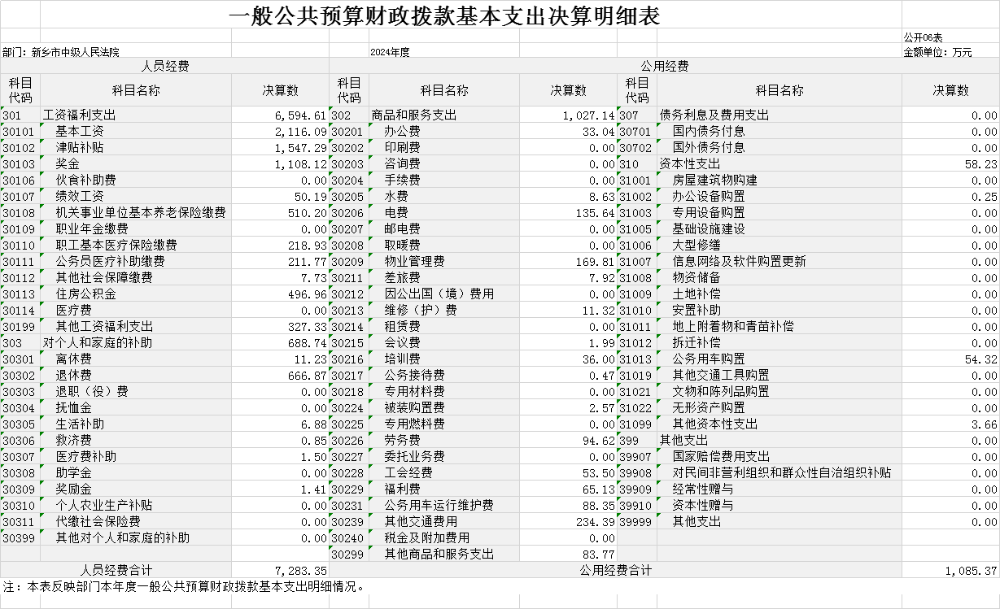 一般公共预算财政拨款基本支出决算明细表
公开06表
部门：新乡市中级人民法院 2024年度 金额单位：万元
人员经费 公用经费
科目代码 科目名称 决算数 科目代码 科目名称 决算数 科目代码 科目名称 决算数
301 工资福利支出 6,594.61 302 商品和服务支出 1,027.14 307 债务利息及费用支出 0.00
30101 基本工资 2,116.09 30201 办公费 33.04 30701 国内债务付息 0.00
30102 津贴补贴 1,547.29 30202 印刷费 0.00 30702 国外债务付息 0.00
30103 奖金 1,108.12 30203 咨询费 0.00 310 资本性支出 58.23
30106 伙食补助费 0.00 30204 手续费 0.00 31001 房屋建筑物购建 0.00
30107 绩效工资 50.19 30205 水费 8.63 31002 办公设备购置 0.25
30108 机关事业单位基本养老保险缴费 510.20 30206 电费 135.64 31003 专用设备购置 0.00
30109 职业年金缴费 0.00 30207 邮电费 0.00 31005 基础设施建设 0.00
30110 职工基本医疗保险缴费 218.93 30208 取暖费 0.00 31006 大型修缮 0.00
30111 公务员医疗补助缴费 211.77 30209 物业管理费 169.81 31007 信息网络及软件购置更新 0.00
30112 其他社会保障缴费 7.73 30211 差旅费 7.92 31008 物资储备 0.00
30113 住房公积金 496.96 30212 因公出国（境）费用 0.00 31009 土地补偿 0.00
30114 医疗费 0.00 30213 维修（护）费 11.32 31010 安置补助 0.00
30199 其他工资福利支出 327.33 30214 租赁费 0.00 31011 地上附着物和青苗补偿 0.00
303 对个人和家庭的补助 688.74 30215 会议费 1.99 31012 拆迁补偿 0.00
30301 离休费 11.23 30216 培训费 36.00 31013 公务用车购置 54.32
30302 退休费 666.87 30217 公务接待费 0.47 31019 其他交通工具购置 0.00
30303 退职（役）费 0.00 30218 专用材料费 0.00 31021 文物和陈列品购置 0.00
30304 抚恤金 0.00 30224 被装购置费 2.57 31022 无形资产购置 0.00
30305 生活补助 6.88 30225 专用燃料费 0.00 31099 其他资本性支出 3.66
30306 救济费 0.85 30226 劳务费 94.62 399 其他支出 0.00
30307 医疗费补助 1.50 30227 委托业务费 0.00 39907 国家赔偿费用支出 0.00
30308 助学金 0.00 30228 工会经费 53.50 39908 对民间非营利组织和群众性自治组织补贴 0.00
30309 奖励金 1.41 30229 福利费 65.13 39909 经常性赠与 0.00
30310 个人农业生产补贴 0.00 30231 公务用车运行维护费 88.35 39910 资本性赠与 0.00
30311 代缴社会保险费 0.00 30239 其他交通费用 234.39 39999 其他支出 0.00
30399 其他对个人和家庭的补助 0.00 30240 税金及附加费用 0.00
30299 其他商品和服务支出 83.77
人员经费合计 7,283.35 公用经费合计 1,085.37
注：本表反映部门本年度一般公共预算财政拨款基本支出明细情况。